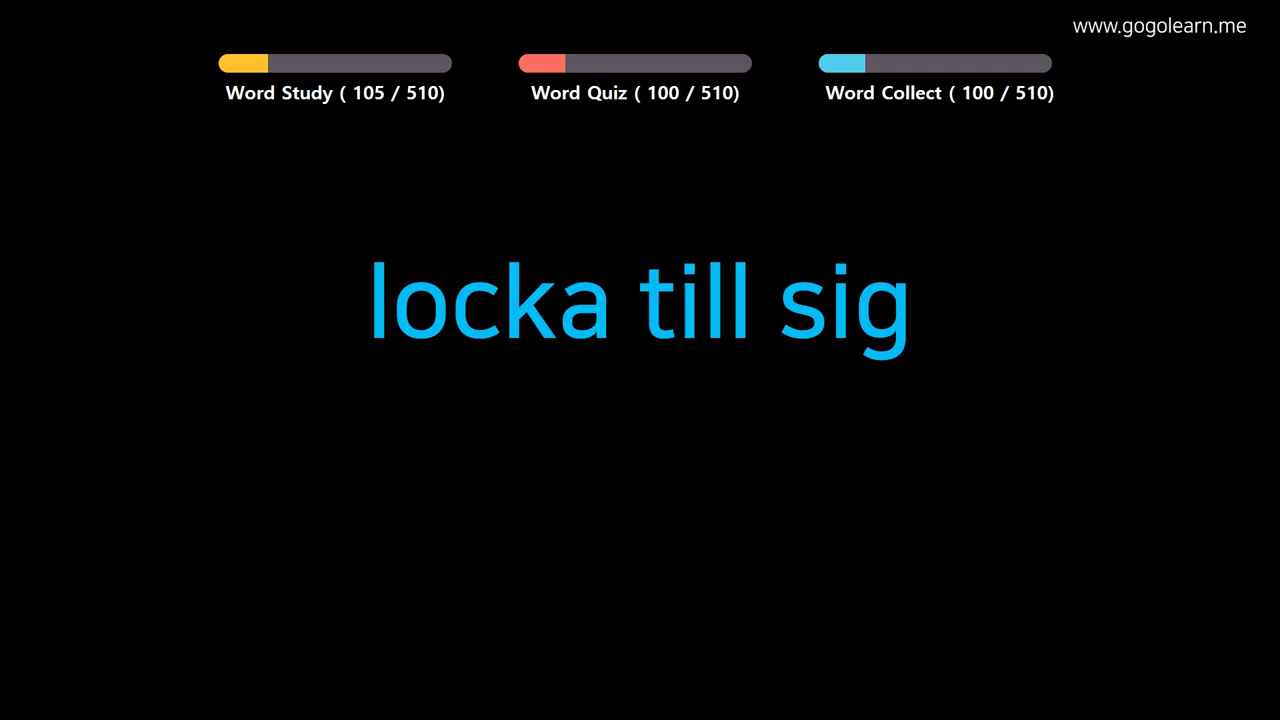 www.gogolearn.me
Word Study ( 105 / 510)
Word Quiz ( 100 / 510)
Word Collect ( 100 / 510)
locka till sig